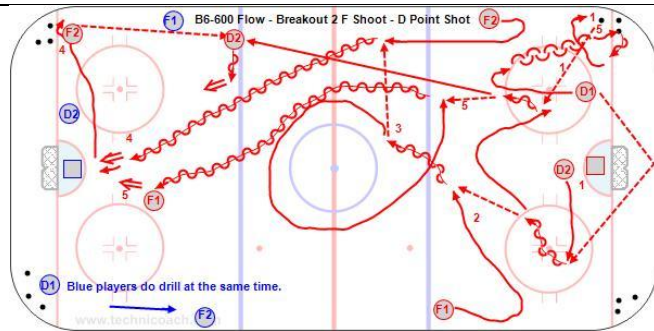 B6-600 Flow - Breakout 2 F Shoot - D Point Shot
F1
F2
F2
D2
1
5
4
1
D1
D2
5
3
D2
1
4
5
F1
2
D1
Blue players do drill at the same time.
F2
F1
www.technicoach.com